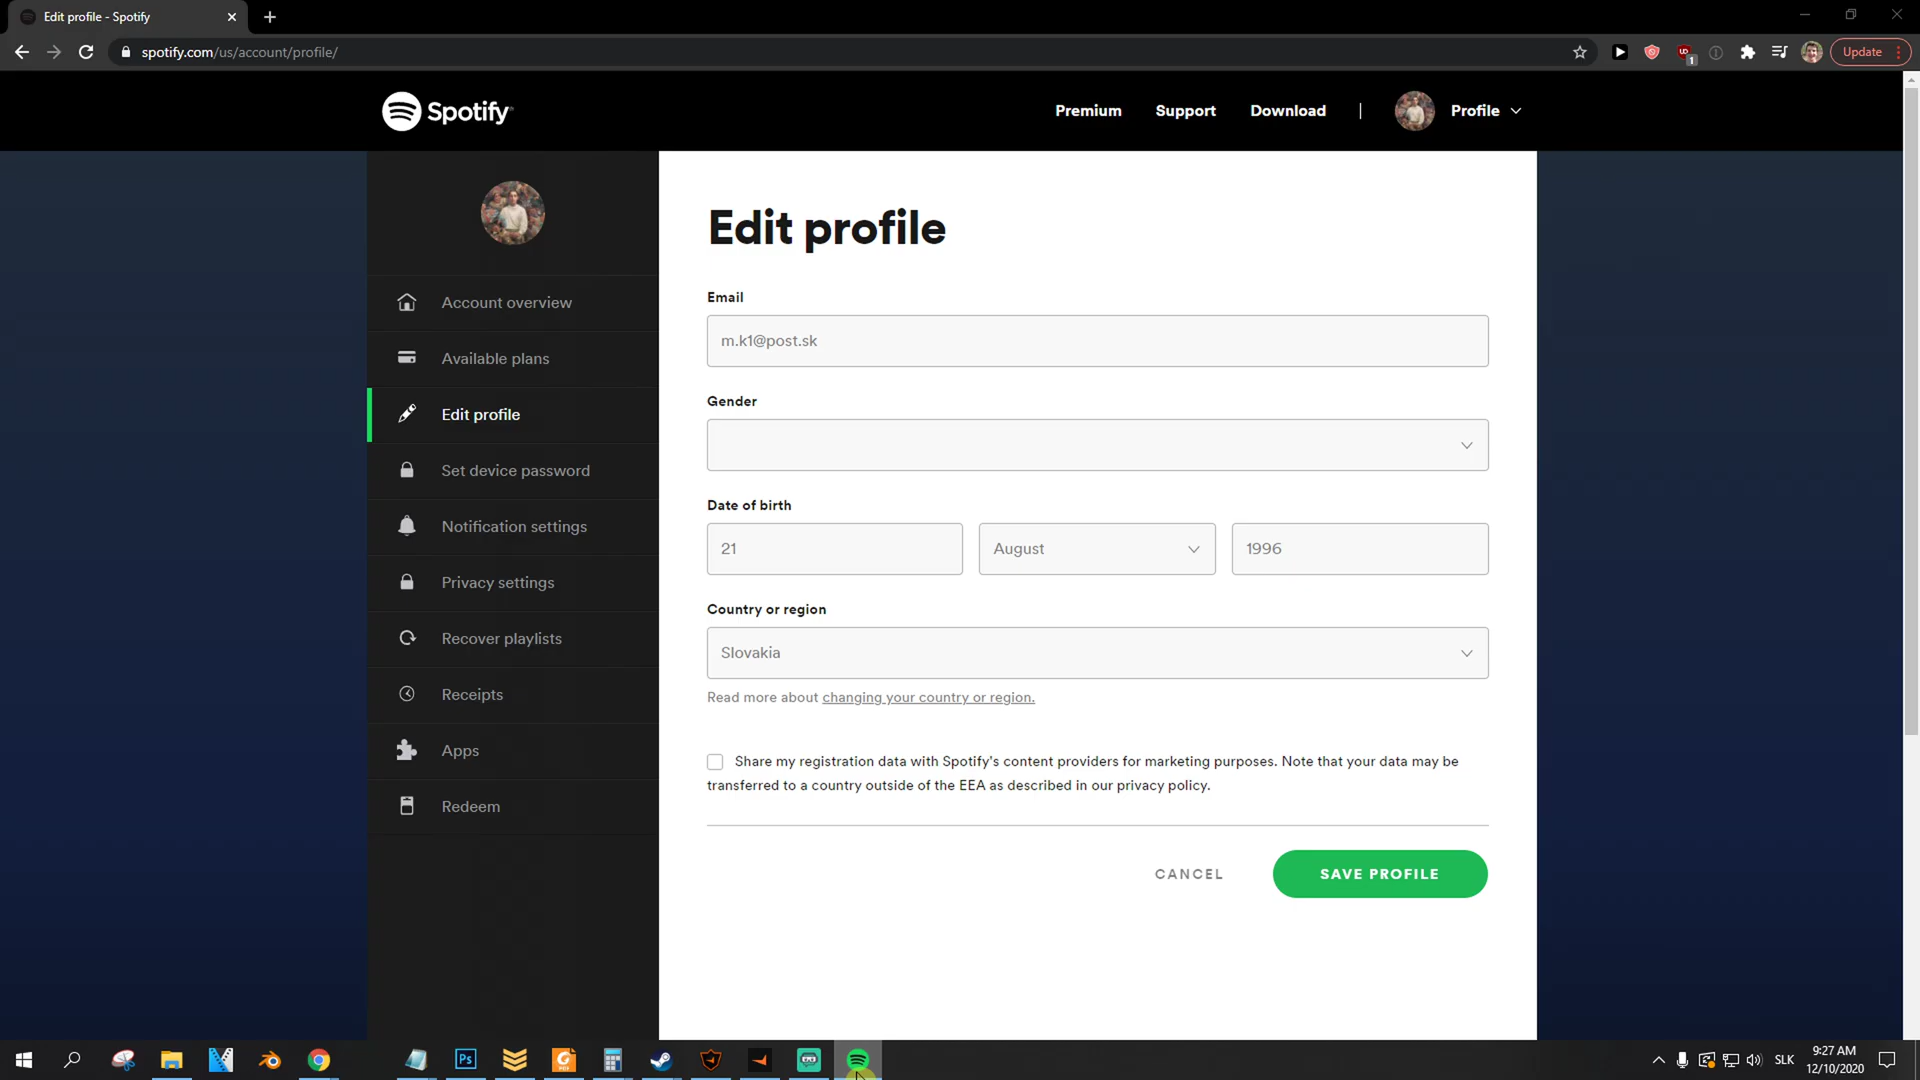 Edit profile - Spotify
spotify.com/us/account/profile/
1
Update
Spotify
Premium
Support
Download
Profile
Account overview
Available plans
Edit profile
Set device password
Notification settings
Privacy settings
Recover playlists
Receipts
Apps
Redeem
Edit profile
Email
m.k1@post.sk
Gender
Date of birth
21
August
1996
Country or region
Slovakia
Read more about changing your country or region.
Share my registration data with Spotify's content providers for marketing purposes. Note that your data may be
transferred to a country outside of the EEA as described in our privacy policy.
CANCEL
SAVE PROFILE
Ps
SLK
9:27 AM
12/10/2020